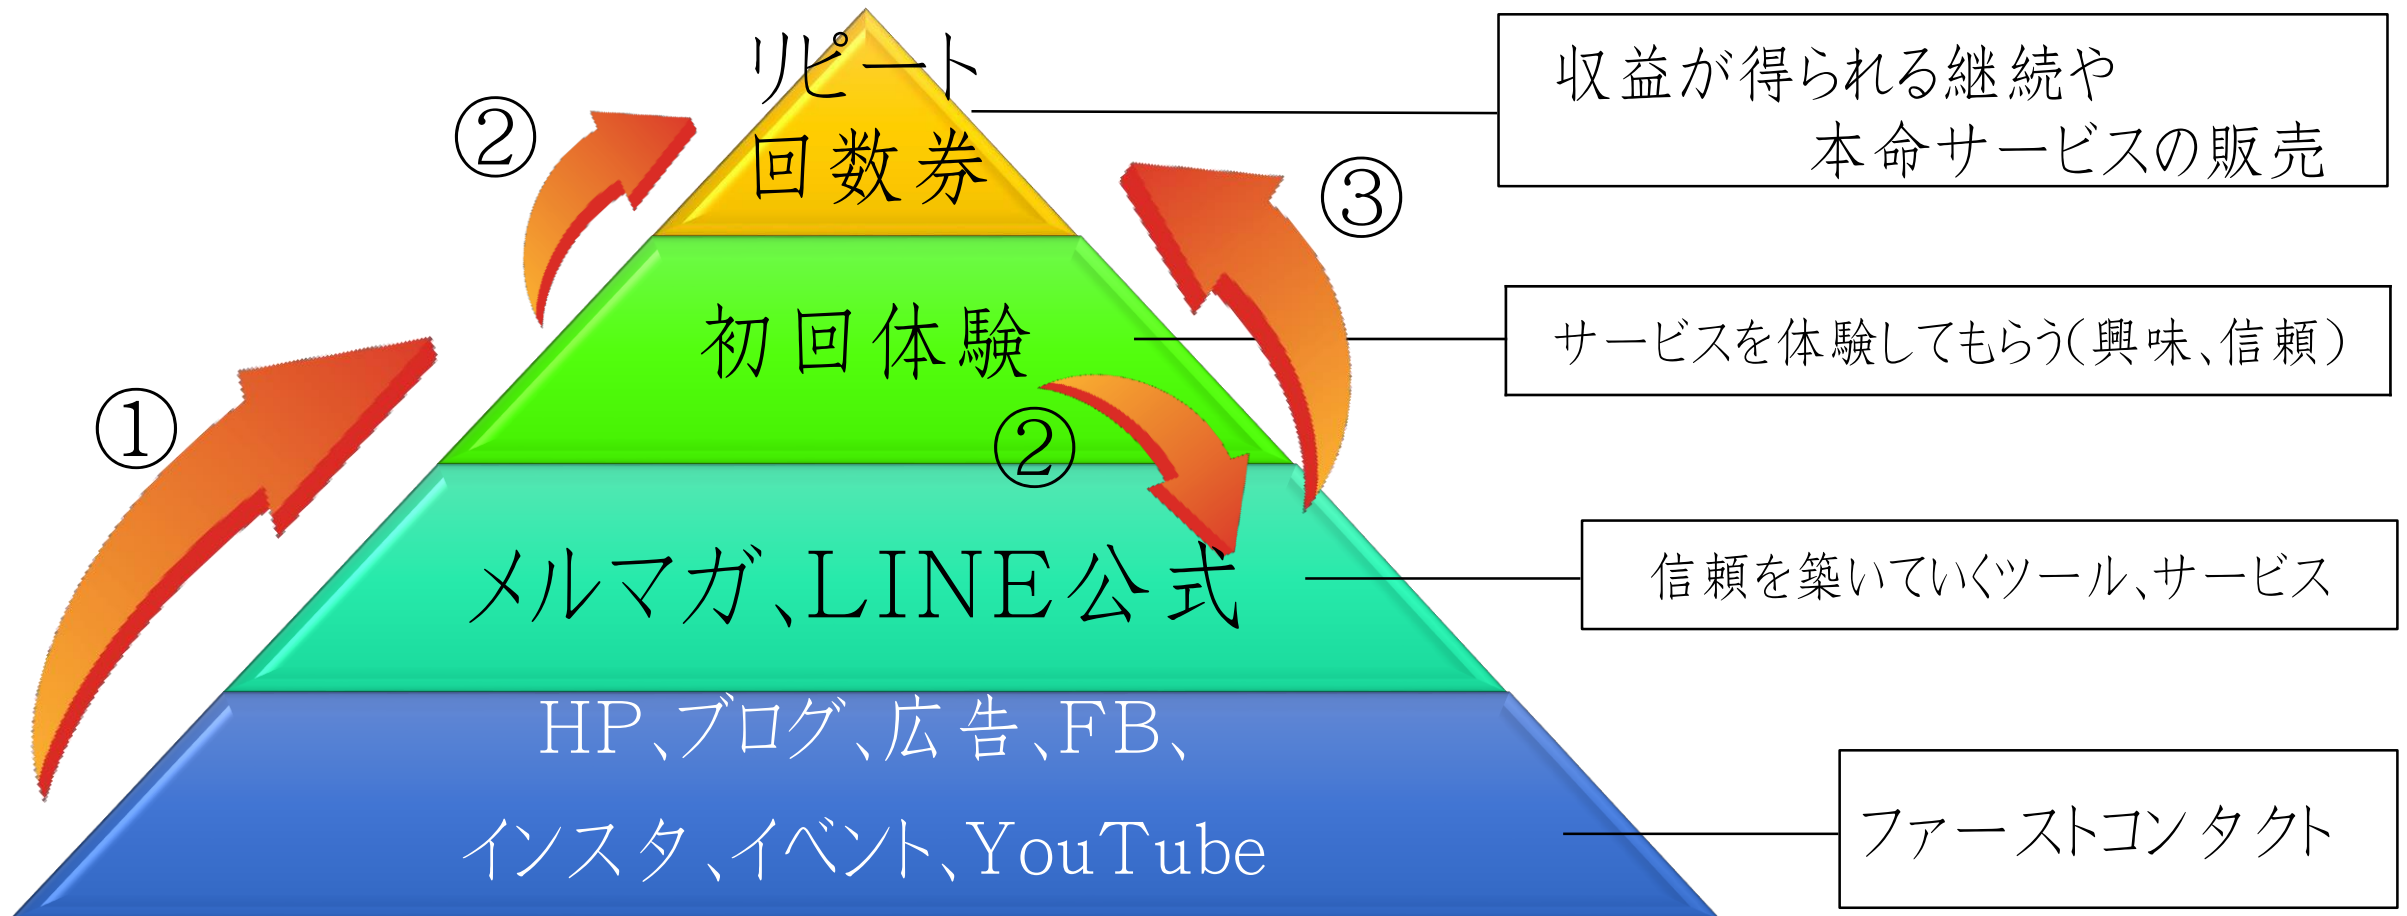 リピート
回数券
②
収益が得られる継続や
本命サービスの販売
③
初回体験
サービスを体験してもらう(興味、信頼)
①
②
メルマガ、LINE公式
信頼を築いていくツール、サービス
HP、ブログ、広告、FB、
インスタ、イベント、YouTube
ファーストコンタクト